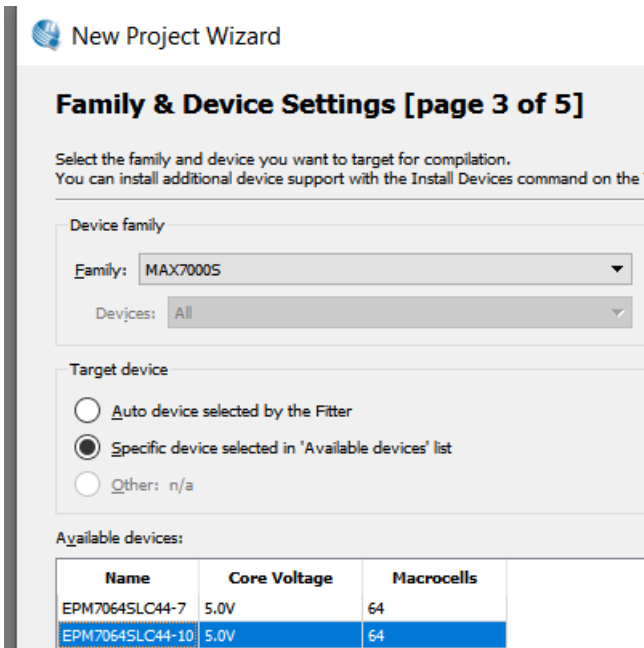 New Project Wizard
Family & Device Settings [page 3 of 5]
Select the family and device you want to target for compilation.
You can install additional device support with the Install Devices command on the
Device family
Family: MAX7000S
Devices: All
Target device
Auto device selected by the Fitter
Specific device selected in 'Available devices' list
Other: n/a
Available devices:
Name Core Voltage Macrocells
EPM7064SLC44-7 5.0V 64
EPM7064SLC44-10 5.0V 64